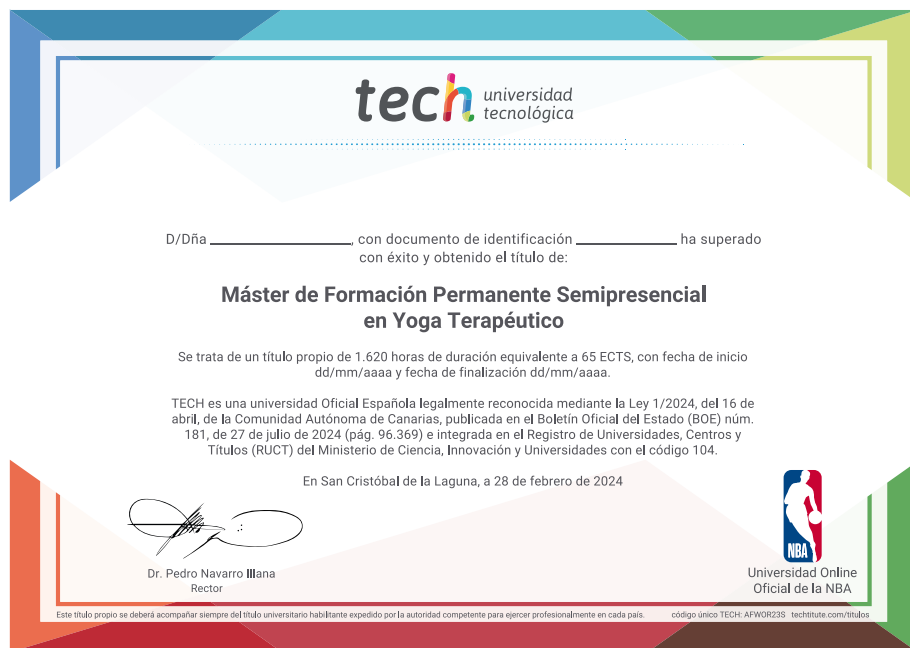 tech universidad
tecnológica
D/Dña ____________, con documento de identificación ____________ ha superado
con éxito y obtenido el título de:
Máster de Formación Permanente Semipresencial
en Yoga Terapéutico
Se trata de un título propio de 1.620 horas de duración equivalente a 65 ECTS, con fecha de inicio
dd/mm/aaaa y fecha de finalización dd/mm/aaaa.
TECH es una universidad Oficial Española legalmente reconocida mediante la Ley 1/2024, del 16 de
abril, de la Comunidad Autónoma de Canarias, publicada en el Boletín Oficial del Estado (BOE) núm.
181, de 27 de julio de 2024 (pág. 96.369) e integrada en el Registro de Universidades, Centros y
Títulos (RUCT) del Ministerio de Ciencia, Innovación y Universidades con el código 104.
En San Cristóbal de la Laguna, a 28 de febrero de 2024
Dr. Pedro Navarro Illana
Rector
NBA
Universidad Online
Oficial de la NBA
Este título propio se deberá acompañar siempre del título universitario habilitante expedido por la autoridad competente para ejercer profesionalmente en cada país.
código único TECH: AFWOR23S techtitute.com/titulos